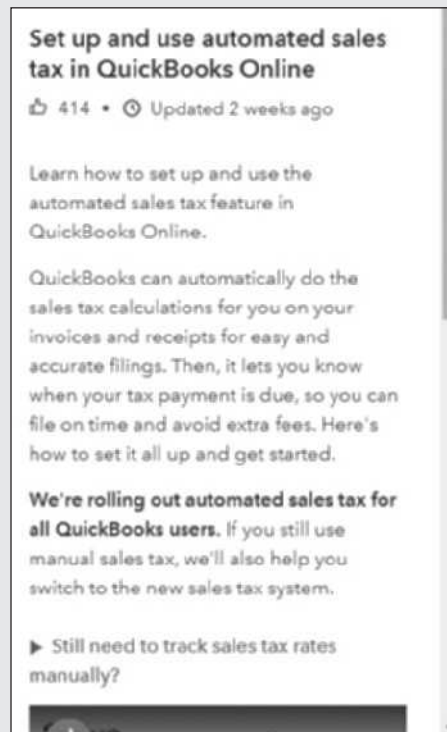 Set up and use automated sales
tax in QuickBooks Online
414 • Updated 2 weeks ago
Learn how to set up and use the
automated sales tax feature in
QuickBooks Online.
QuickBooks can automatically do the
sales tax calculations for you on your
invoices and receipts for easy and
accurate filings. Then, it lets you know
when your tax payment is due, so you can
file on time and avoid extra fees. Here's
how to set it all up and get started.
We're rolling out automated sales tax for
all QuickBooks users. If you still use
manual sales tax, we'll also help you
switch to the new sales tax system.
▶ Still need to track sales tax rates
manually?